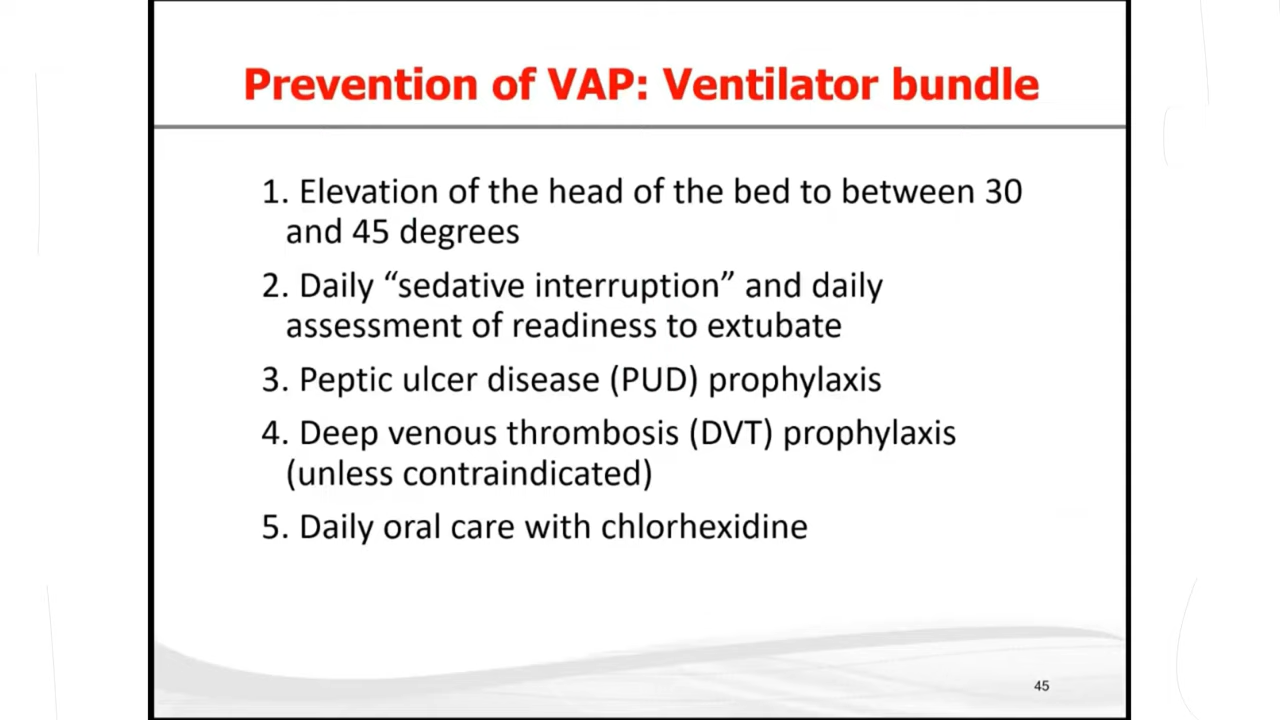 Prevention of VAP: Ventilator bundle
1. Elevation of the head of the bed to between 30
and 45 degrees
2. Daily “sedative interruption” and daily
assessment of readiness to extubate
3. Peptic ulcer disease (PUD) prophylaxis
4. Deep venous thrombosis (DVT) prophylaxis
(unless contraindicated)
5. Daily oral care with chlorhexidine
45